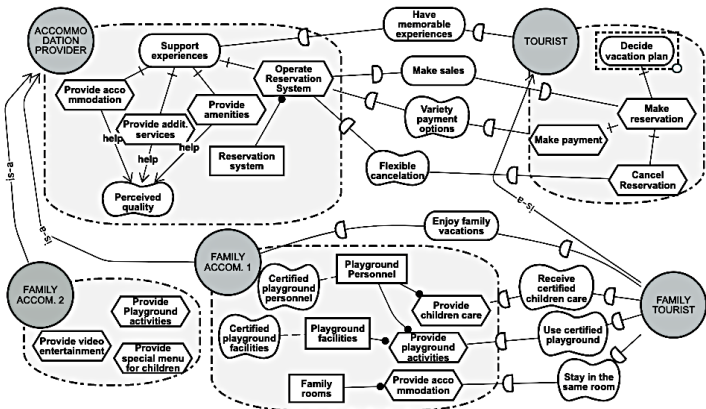 ACCOMMO
DATION
PROVIDER
Support
experiences
Have
memorable
experiences
TOURIST
Decide
vacation plan
Provide acco
mmodation
Provide addit.
services
Provide
amenities
Operate
Reservation
System
Make sales
Make
reservation
Variety
payment
options
Make payment
help
help
help
Reservation
system
Flexible
cancelation
Cancel
Reservation
Perceived
quality
is-a
is-a
is-a
Enjoy family
vacations
FAMILY
ACCOM. 1
FAMILY
ACCOM. 2
Certified
playground
personnel
Playground
Personnel
Receive
certified
children care
FAMILY
TOURIST
Provide
Playground
activities
Provide
children care
Provide video
entertainment
Provide
special menu
for children
Certified
playground
facilities
Playground
facilities
Provide
playground
activities
Use certified
playground
Family
rooms
Provide acco
mmodation
Stay in the
same room